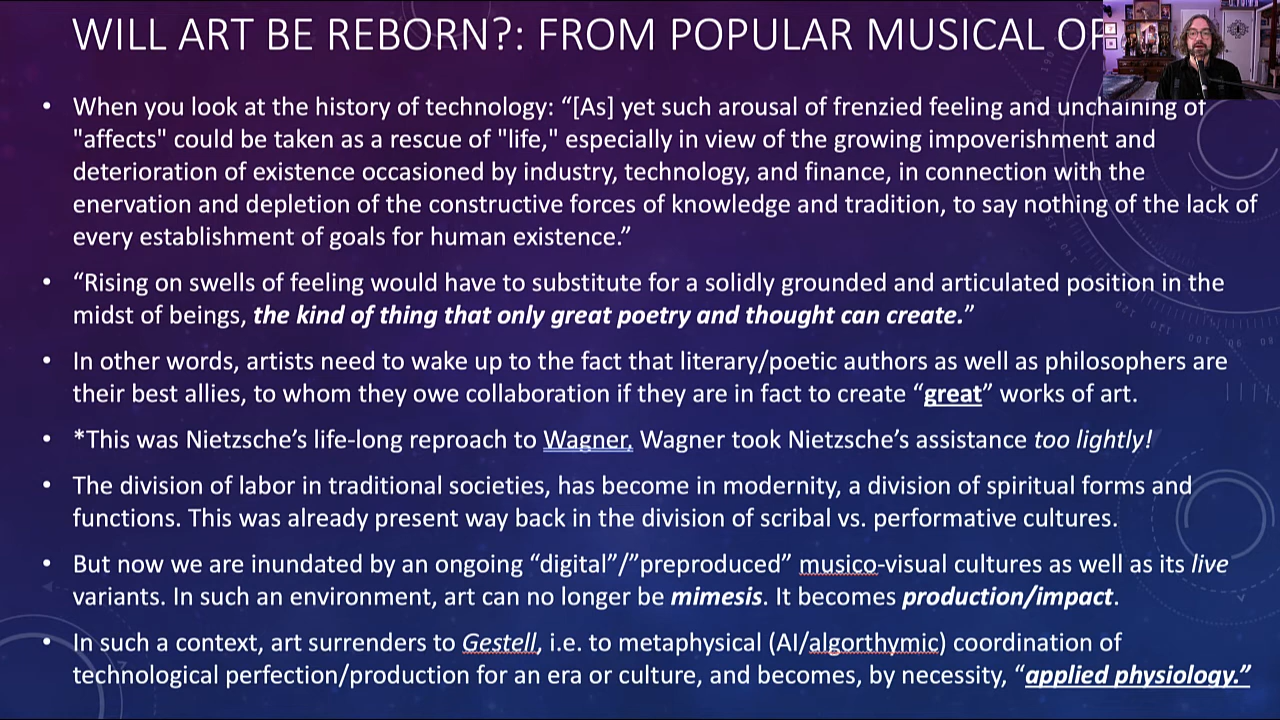 WILL ART BE REBORN?: FROM POPULAR MUSICAL OP
• When you look at the history of technology: “[As] yet such arousal of frenzied feeling and unchaining of
"affects" could be taken as a rescue of "life," especially in view of the growing impoverishment and
deterioration of existence occasioned by industry, technology, and finance, in connection with the
enervation and depletion of the constructive forces of knowledge and tradition, to say nothing of the lack of
every establishment of goals for human existence.”
• “Rising on swells of feeling would have to substitute for a solidly grounded and articulated position in the
midst of beings, the kind of thing that only great poetry and thought can create.”
• In other words, artists need to wake up to the fact that literary/poetic authors as well as philosophers are
their best allies, to whom they owe collaboration if they are in fact to create “great” works of art.
• *This was Nietzsche’s life-long reproach to Wagner, Wagner took Nietzsche’s assistance too lightly!
• The division of labor in traditional societies, has become in modernity, a division of spiritual forms and
functions. This was already present way back in the division of scribal vs. performative cultures.
• But now we are inundated by an ongoing “digital”/”preproduced” musico-visual cultures as well as its live
variants. In such an environment, art can no longer be mimesis. It becomes production/impact.
• In such a context, art surrenders to Gestell, i.e. to metaphysical (AI/algorthymic) coordination of
technological perfection/production for an era or culture, and becomes, by necessity, “applied physiology.”